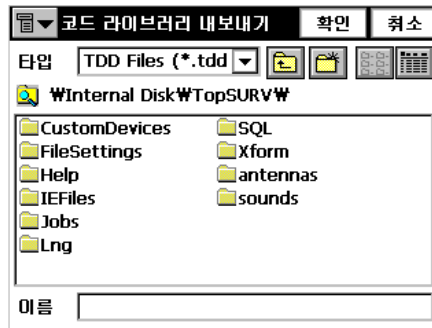 코드 라이브러리 내보내기 확인 취소
타입 TDD Files (*.tdd
₩Internal Disk₩TopSURV₩
CustomDevices SQL
FileSettings Xform
Help antennas
IEFiles sounds
Jobs
Lng
이름